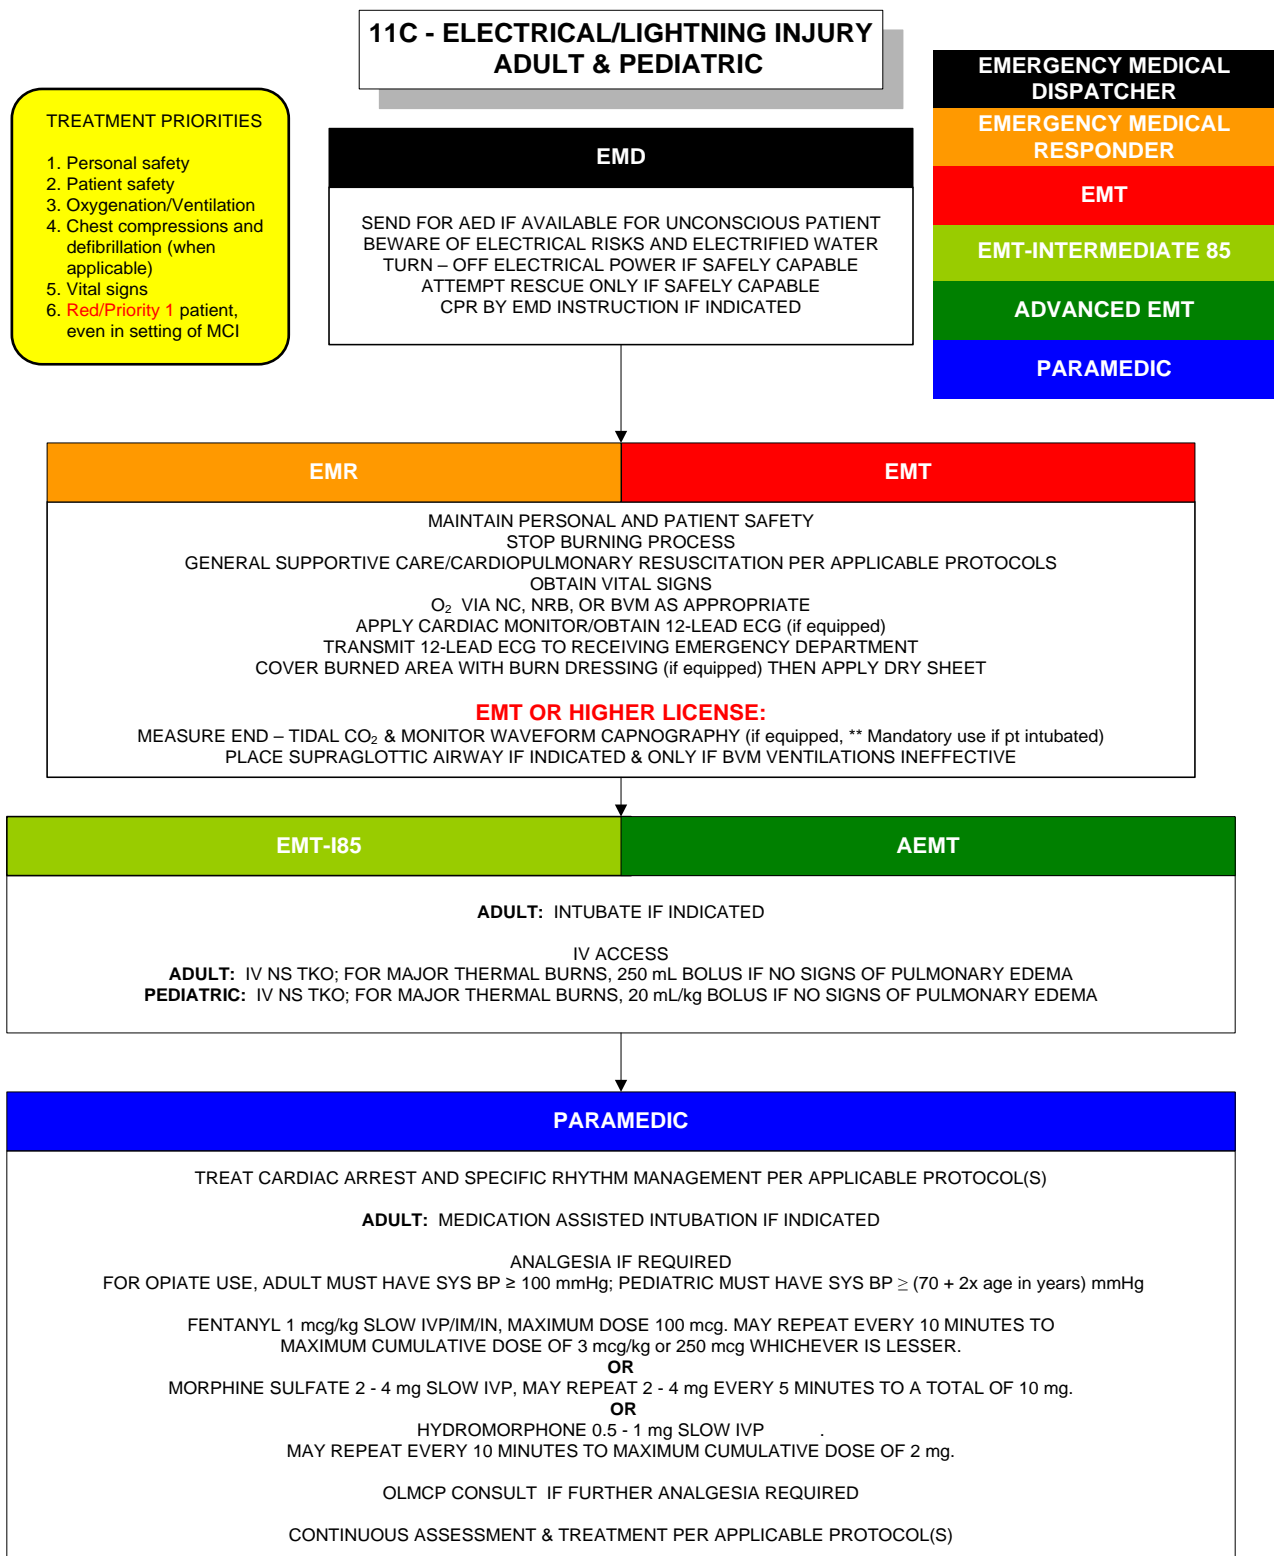 11C - ELECTRICAL/LIGHTNING INJURY
ADULT & PEDIATRIC
TREATMENT PRIORITIES
1. Personal safety
2. Patient safety
3. Oxygenation/Ventilation
4. Chest compressions and
defibrillation (when
applicable)
5. Vital signs
6. Red/Priority 1 patient,
even in setting of MCI
EMERGENCY MEDICAL
DISPATCHER
EMERGENCY MEDICAL
RESPONDER
EMT
EMT-INTERMEDIATE 85
ADVANCED EMT
PARAMEDIC
EMD
SEND FOR AED IF AVAILABLE FOR UNCONSCIOUS PATIENT
BEWARE OF ELECTRICAL RISKS AND ELECTRIFIED WATER
TURN – OFF ELECTRICAL POWER IF SAFELY CAPABLE
ATTEMPT RESCUE ONLY IF SAFELY CAPABLE
CPR BY EMD INSTRUCTION IF INDICATED
EMR
EMT
MAINTAIN PERSONAL AND PATIENT SAFETY
STOP BURNING PROCESS
GENERAL SUPPORTIVE CARE/CARDIOPULMONARY RESUSCITATION PER APPLICABLE PROTOCOLS
OBTAIN VITAL SIGNS
O₂ VIA NC, NRB, OR BVM AS APPROPRIATE
APPLY CARDIAC MONITOR/OBTAIN 12-LEAD ECG (if equipped)
TRANSMIT 12-LEAD ECG TO RECEIVING EMERGENCY DEPARTMENT
COVER BURNED AREA WITH BURN DRESSING (if equipped) THEN APPLY DRY SHEET
EMT OR HIGHER LICENSE:
MEASURE END – TIDAL CO₂ & MONITOR WAVEFORM CAPNOGRAPHY (if equipped, ** Mandatory use if pt intubated)
PLACE SUPRAGLOTTIC AIRWAY IF INDICATED & ONLY IF BVM VENTILATIONS INEFFECTIVE
EMT-I85
AEMT
ADULT: INTUBATE IF INDICATED
IV ACCESS
ADULT: IV NS TKO; FOR MAJOR THERMAL BURNS, 250 mL BOLUS IF NO SIGNS OF PULMONARY EDEMA
PEDIATRIC: IV NS TKO; FOR MAJOR THERMAL BURNS, 20 mL/kg BOLUS IF NO SIGNS OF PULMONARY EDEMA
PARAMEDIC
TREAT CARDIAC ARREST AND SPECIFIC RHYTHM MANAGEMENT PER APPLICABLE PROTOCOL(S)
ADULT: MEDICATION ASSISTED INTUBATION IF INDICATED
ANALGESIA IF REQUIRED
FOR OPIATE USE, ADULT MUST HAVE SYS BP ≥ 100 mmHg; PEDIATRIC MUST HAVE SYS BP ≥ (70 + 2x age in years) mmHg
FENTANYL 1 mcg/kg SLOW IVP/IM/IN, MAXIMUM DOSE 100 mcg. MAY REPEAT EVERY 10 MINUTES TO
MAXIMUM CUMULATIVE DOSE OF 3 mcg/kg or 250 mcg WHICHEVER IS LESSER.
OR
MORPHINE SULFATE 2 - 4 mg SLOW IVP, MAY REPEAT 2 - 4 mg EVERY 5 MINUTES TO A TOTAL OF 10 mg.
OR
HYDROMORPHONE 0.5 - 1 mg SLOW IVP .
MAY REPEAT EVERY 10 MINUTES TO MAXIMUM CUMULATIVE DOSE OF 2 mg.
OLMCP CONSULT IF FURTHER ANALGESIA REQUIRED
CONTINUOUS ASSESSMENT & TREATMENT PER APPLICABLE PROTOCOL(S)